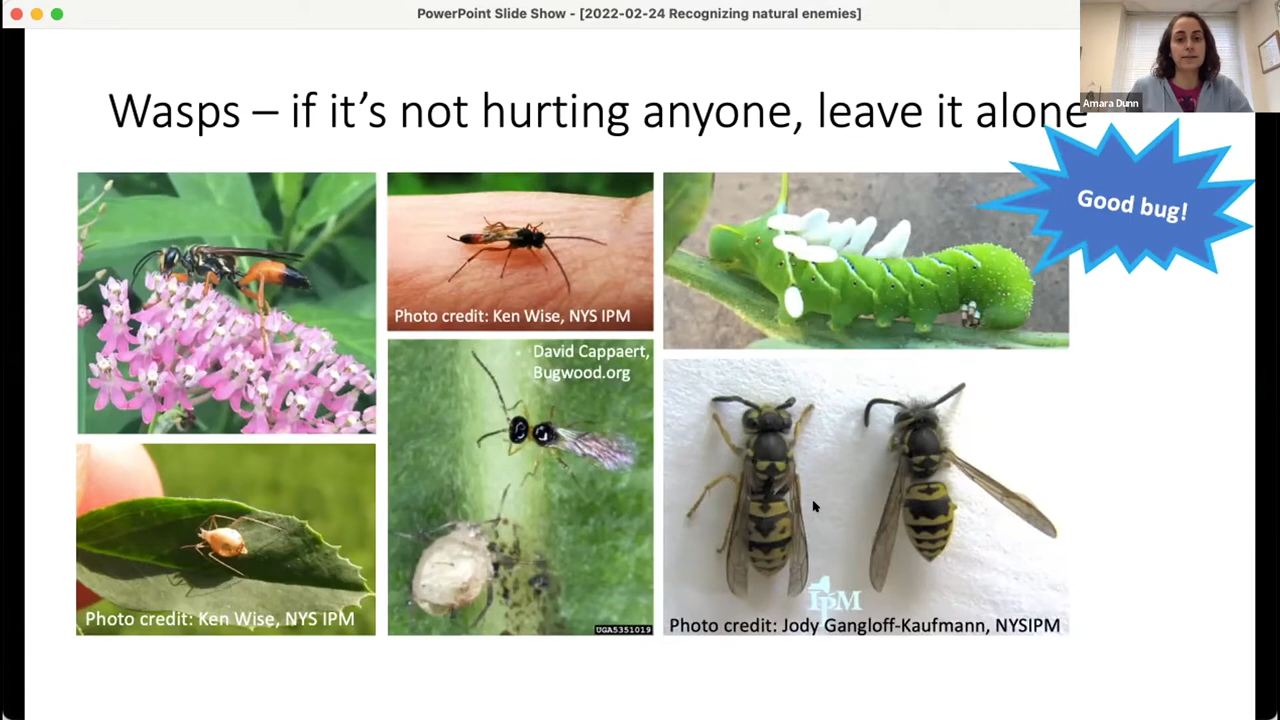 PowerPoint Slide Show - [2022-02-24 Recognizing natural enemies]
Amara Dunn
Wasps – if it's not hurting anyone, leave it alone
Good bug!
Photo credit: Ken Wise, NYS IPM
David Cappaert,
Bugwood.org
UGA5351019
Photo credit: Ken Wise, NYS IPM
IPM
Photo credit: Jody Gangloff-Kaufmann, NYSIPM